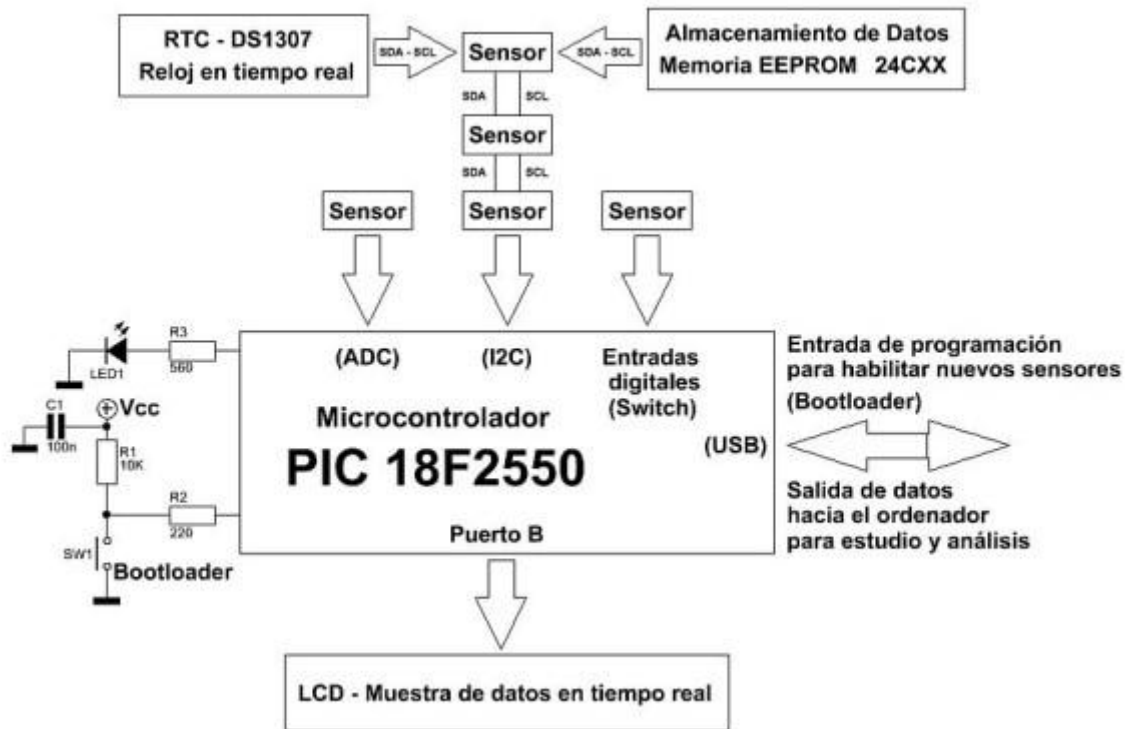 RTC - DS1307
Reloj en tiempo real
SDA - SCL
Sensor
SDA - SCL
Almacenamiento de Datos
Memoria EEPROM 24CXX
SDA
SCL
Sensor
SDA
SCL
Sensor
Sensor
Sensor
R3
560
LED1
C1
100n
Vcc
R1
10K
R2
220
SW1
Bootloader
(ADC)
(I2C)
Entradas
digitales
(Switch)
Microcontrolador
PIC 18F2550
(USB)
Puerto B
Entrada de programación
para habilitar nuevos sensores
(Bootloader)
Salida de datos
hacia el ordenador
para estudio y análisis
LCD - Muestra de datos en tiempo real